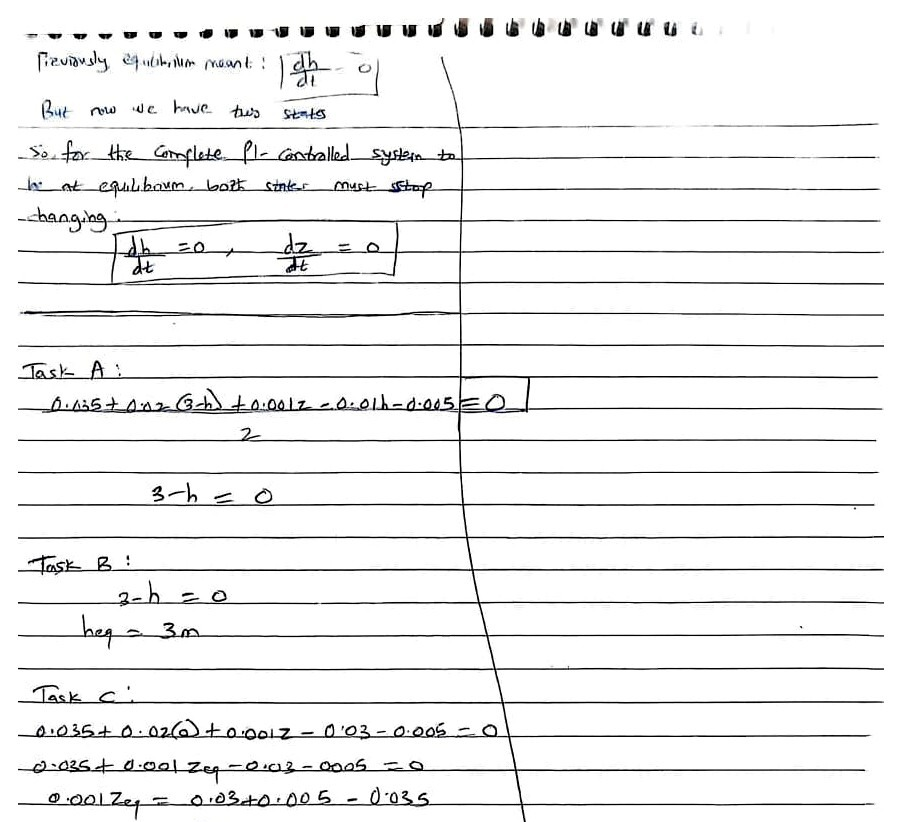 Previously equilibrium meant: dh/dt = 0
But now we have two states
So, for the complete PI-controlled system to
be at equilibrium, both states must stop
changing:
dh/dt = 0, dz/dt = 0
Task A:
0.035 + 0.02(3-h) + 0.001z - 0.01h - 0.005 = 0
2
3-h = 0
Task B:
3-h = 0
heq = 3m
Task C:
0.035 + 0.02(0) + 0.001z - 0.03 - 0.005 = 0
0.035 + 0.001 Zeq - 0.03 - 0005 = 0
0.001 Zeq = 0.03 + 0.005 - 0.035